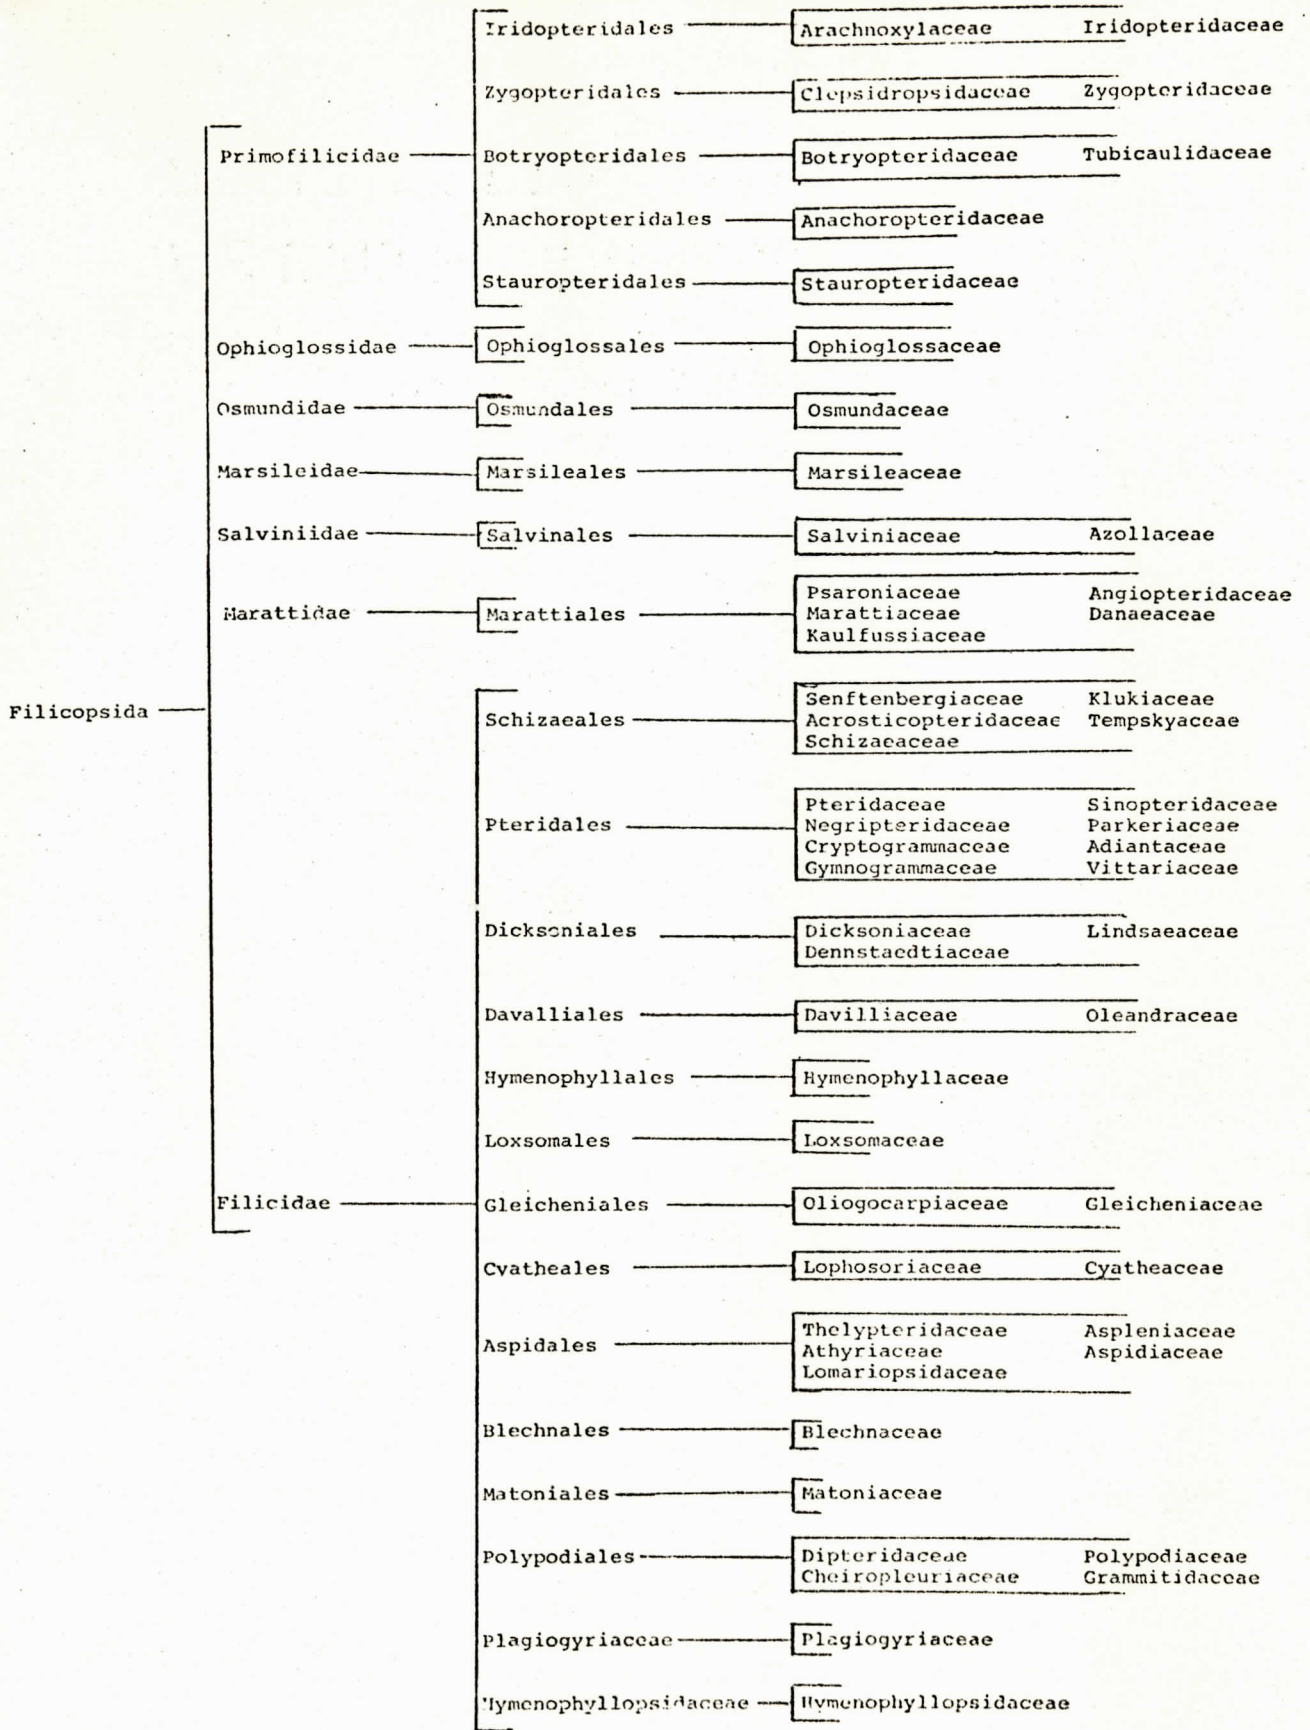 Iridopteridales Arachnoxylaceae Iridopteridaceae
Zygopteridales Clepsidropsidaceae Zygopteridaceae
Primofilicidae Botryopteridales Botryopteridaceae Tubicaulidaceae
Anachoropteridales Anachoropteridaceae
Stauropteridales Stauropteridaceae
Ophioglossidae Ophioglossales Ophioglossaceae
Osmundidae Osmundales Osmundaceae
Marsileidae Marsileales Marsileaceae
Salviniidae Salvinales Salviniaceae Azollaceae
Psaroniaceae Angiopteridaceae
Marattidae Marattiales Marattiaceae Danaeaceae
Kaulfussiaceae
Senftenbergiaceae Klukiaceae
Filicopsida Schizaeales Acrosticopteridaceae Tempskyaceae
Schizaeaceae
Pteridaceae Sinopteridaceae
Pteridales Negripteridaceae Parkeriaceae
Cryptogrammaceae Adiantaceae
Gymnogrammaceae Vittariaceae
Dicksoniales Dicksoniaceae Lindsaeaceae
Dennstaedtiaceae
Davalliales Davilliaceae Oleandraceae
Hymenophyllales Hymenophyllaceae
Loxsomales Loxsomaceae
Filicidae Gleicheniales Oliogocarpiaceae Gleicheniaceae
Cyatheales Lophosoriaceae Cyatheaceae
Thelypteridaceae Aspleniaceae
Aspidales Athyriaceae Aspidiaceae
Lomariopsidaceae
Blechnales Blechnaceae
Matoniales Matoniaceae
Polypodiales Dipteridaceae Polypodiaceae
Cheiropleuriaceae Grammitidaceae
Plagiogyriaceae Plagiogyriaceae
Hymenophyllopsidaceae Hymenophyllopsidaceae